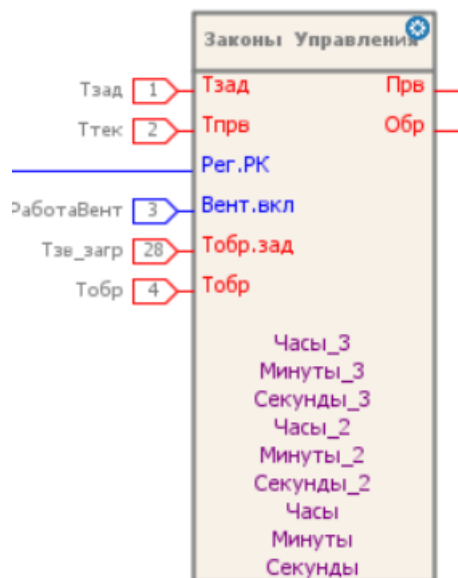 Законы Управления
Тзад 1 Тзад Прв
Ттек 2 Тпрв Обр
Рег.РК
РаботаВент 3 Вент.вкл
Тзв_загр 28 Тобр.зад
Тобр 4 Тобр
Часы_3
Минуты_3
Секунды_3
Часы_2
Минуты_2
Секунды_2
Часы
Минуты
Секунды